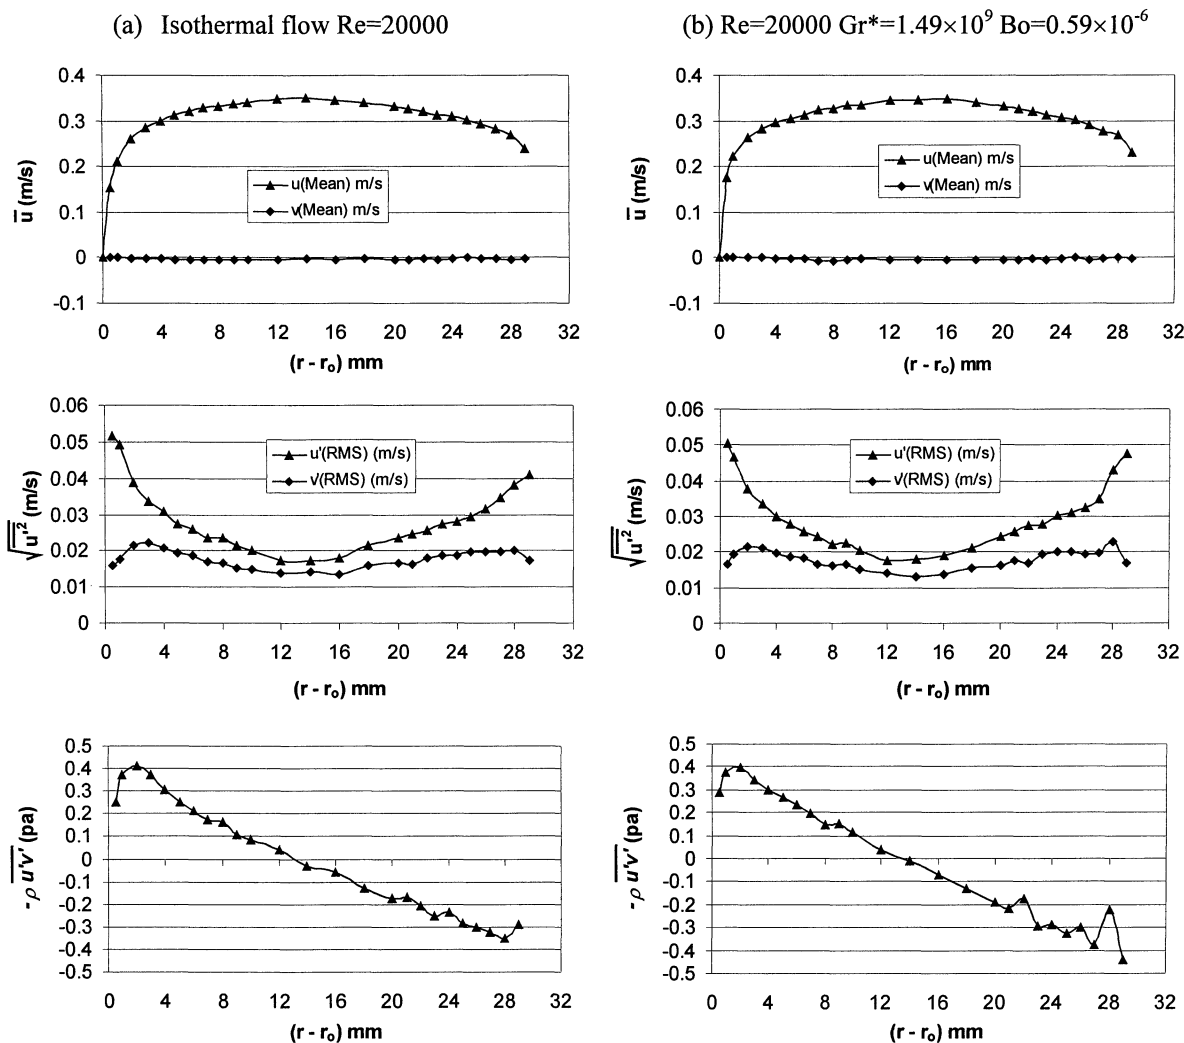 (a) Isothermal flow Re=20000
(b) Re=20000 Gr*=1.49×10⁹ Bo=0.59×10⁻⁶
0.4
0.3
0.2
0.1
0
-0.1
u̅ (m/s)
u(Mean) m/s
v(Mean) m/s
0 4 8 12 16 20 24 28 32
(r - rₒ) mm
0.4
0.3
0.2
0.1
0
-0.1
u̅ (m/s)
u(Mean) m/s
v(Mean) m/s
0 4 8 12 16 20 24 28 32
(r - rₒ) mm
0.06
0.05
0.04
0.03
0.02
0.01
0
√u'² (m/s)
u'(RMS) (m/s)
v'(RMS) (m/s)
0 4 8 12 16 20 24 28 32
(r - rₒ) mm
0.06
0.05
0.04
0.03
0.02
0.01
0
√u'² (m/s)
u'(RMS) (m/s)
v'(RMS) (m/s)
0 4 8 12 16 20 24 28 32
(r - rₒ) mm
0.5
0.4
0.3
0.2
0.1
0
-0.1
-0.2
-0.3
-0.4
-0.5
- ρ u'v' (pa)
0 4 8 12 16 20 24 28 32
(r - rₒ) mm
0.5
0.4
0.3
0.2
0.1
0
-0.1
-0.2
-0.3
-0.4
-0.5
- ρ u'v' (pa)
0 4 8 12 16 20 24 28 32
(r - rₒ) mm